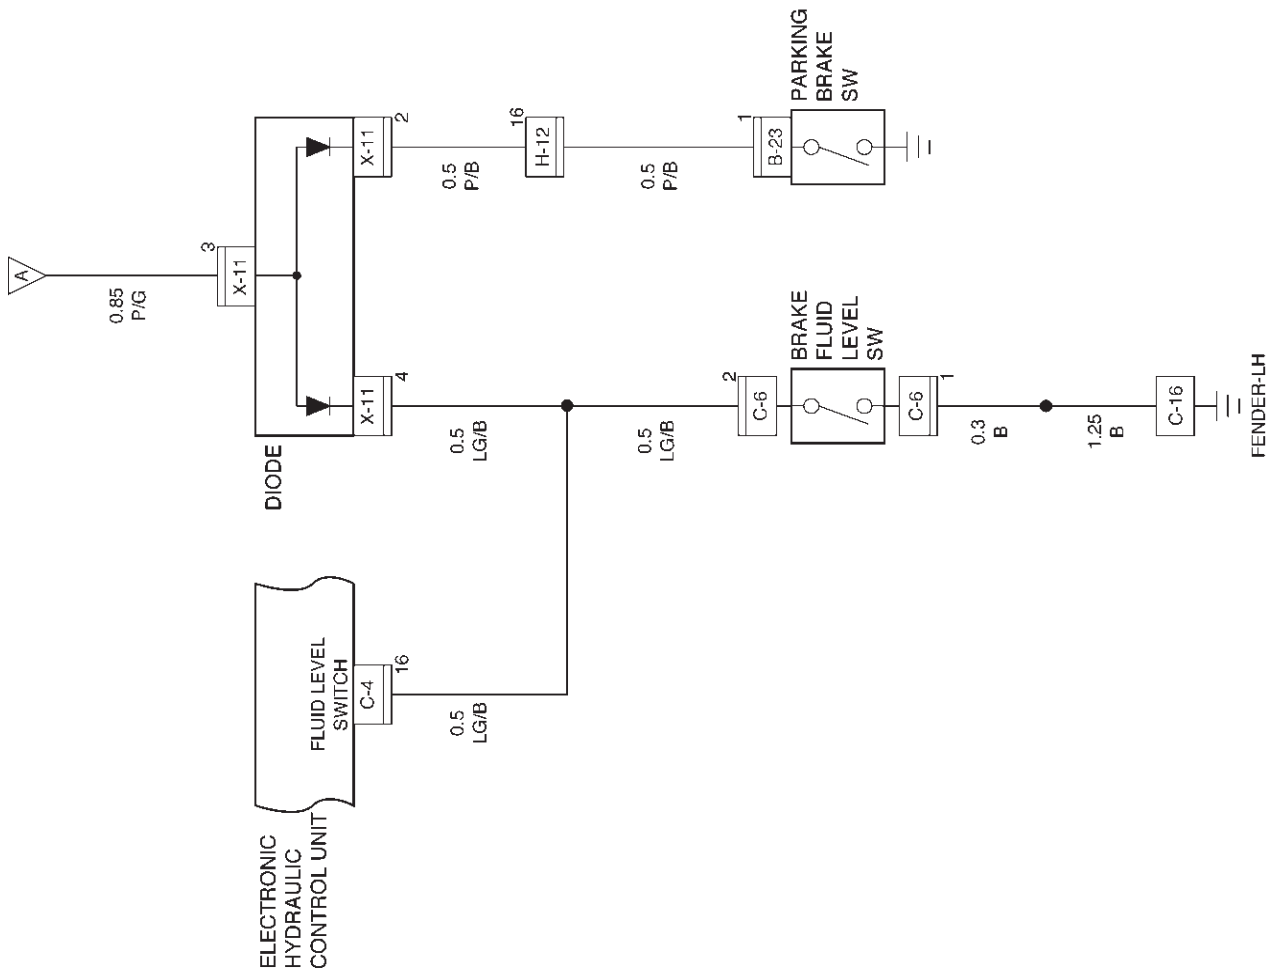 A
0.85
P/G
3
X-11
DIODE
X-11
4
X-11
2
0.5
P/B
16
H-12
0.5
P/B
1
B-23
PARKING
BRAKE
SW
0.5
LG/B
0.5
LG/B
2
C-6
BRAKE
FLUID
LEVEL
SW
C-6
1
0.3
B
1.25
B
C-16
FENDER-LH
ELECTRONIC
HYDRAULIC
CONTROL UNIT
FLUID LEVEL
SWITCH
C-4
16
0.5
LG/B